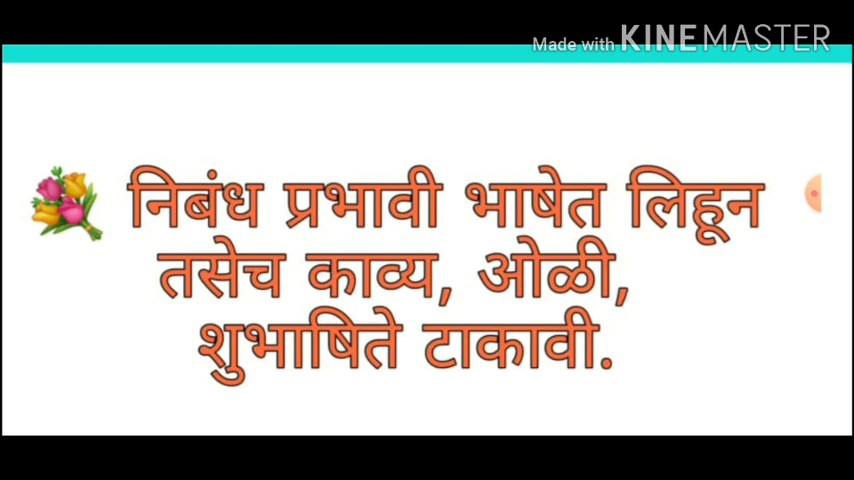 Made with KINEMASTER
निबंध प्रभावी भाषेत लिहून
तसेच काव्य, ओळी,
शुभाषिते टाकावी.